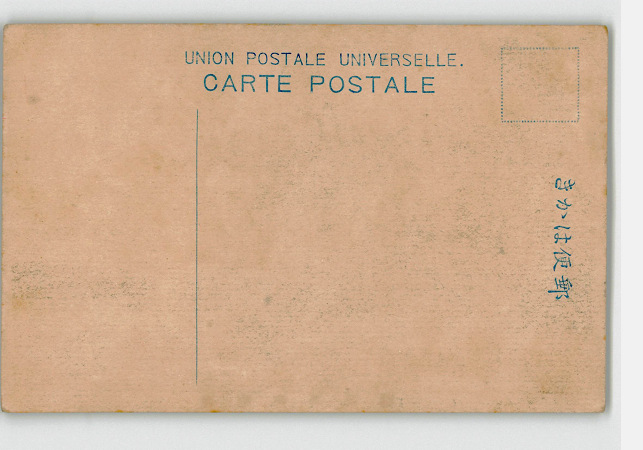 UNION POSTALE UNIVERSELLE.
CARTE POSTALE
郵便はかき